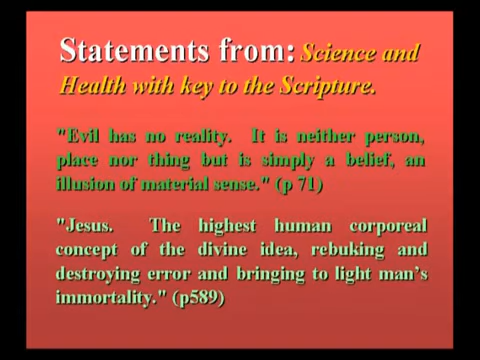 Statements from: Science and
Health with key to the Scripture.
"Evil has no reality. It is neither person,
place nor thing but is simply a belief, an
illusion of material sense." (p 71)
"Jesus. The highest human corporeal
concept of the divine idea, rebuking and
destroying error and bringing to light man's
immortality." (p589)